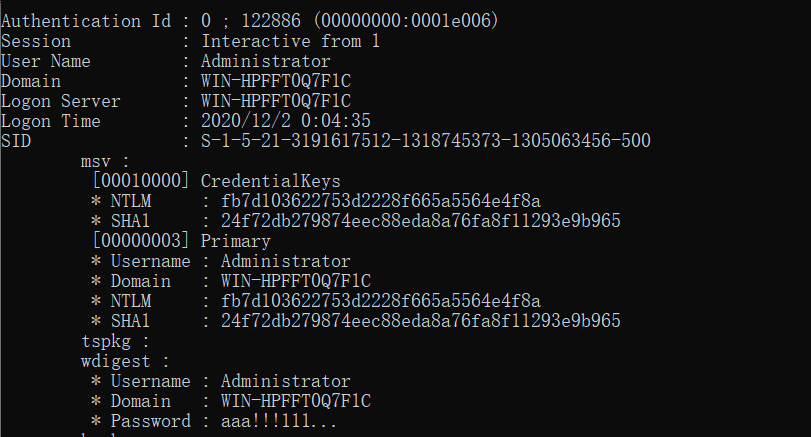 Authentication Id : 0 ; 122886 (00000000:0001e006)
Session           : Interactive from 1
User Name         : Administrator
Domain            : WIN-HPFFT0Q7F1C
Logon Server      : WIN-HPFFT0Q7F1C
Logon Time        : 2020/12/2 0:04:35
SID               : S-1-5-21-3191617512-1318745373-1305063456-500
        msv :
         [00010000] CredentialKeys
         * NTLM     : fb7d103622753d2228f665a5564e4f8a
         * SHA1     : 24f72db279874eec88eda8a76fa8f11293e9b965
         [00000003] Primary
         * Username : Administrator
         * Domain   : WIN-HPFFT0Q7F1C
         * NTLM     : fb7d103622753d2228f665a5564e4f8a
         * SHA1     : 24f72db279874eec88eda8a76fa8f11293e9b965
        tspkg :
        wdigest :
         * Username : Administrator
         * Domain   : WIN-HPFFT0Q7F1C
         * Password : aaa!!!111...